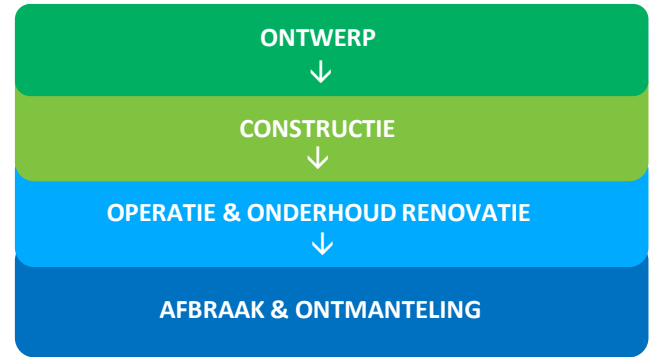 ONTWERP
↓
CONSTRUCTIE
↓
OPERATIE & ONDERHOUD RENOVATIE
↓
AFBRAAK & ONTMANTELING